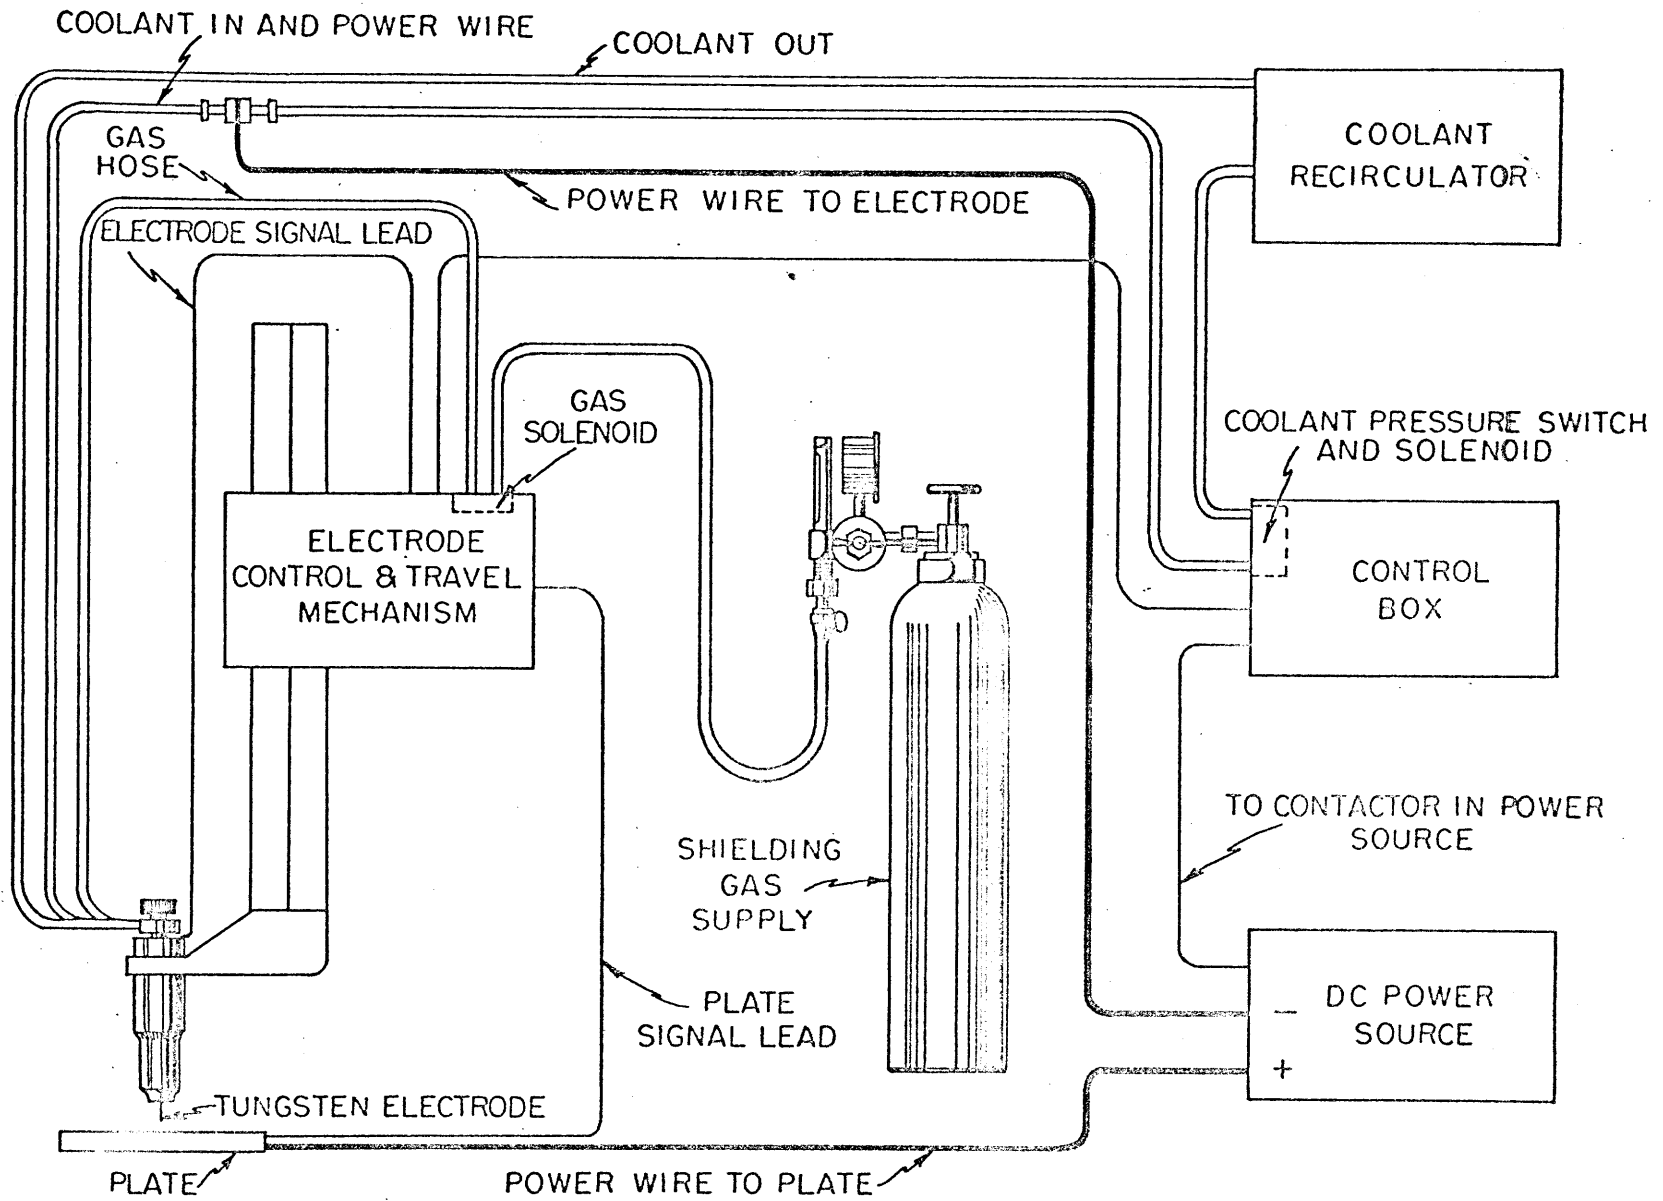 COOLANT IN AND POWER WIRE
COOLANT OUT
COOLANT
RECIRCULATOR
GAS
HOSE
POWER WIRE TO ELECTRODE
ELECTRODE SIGNAL LEAD
GAS
SOLENOID
COOLANT PRESSURE SWITCH
AND SOLENOID
ELECTRODE
CONTROL & TRAVEL
MECHANISM
CONTROL
BOX
TO CONTACTOR IN POWER
SOURCE
SHIELDING
GAS
SUPPLY
PLATE
SIGNAL LEAD
DC POWER
SOURCE
−
+
TUNGSTEN ELECTRODE
PLATE
POWER WIRE TO PLATE